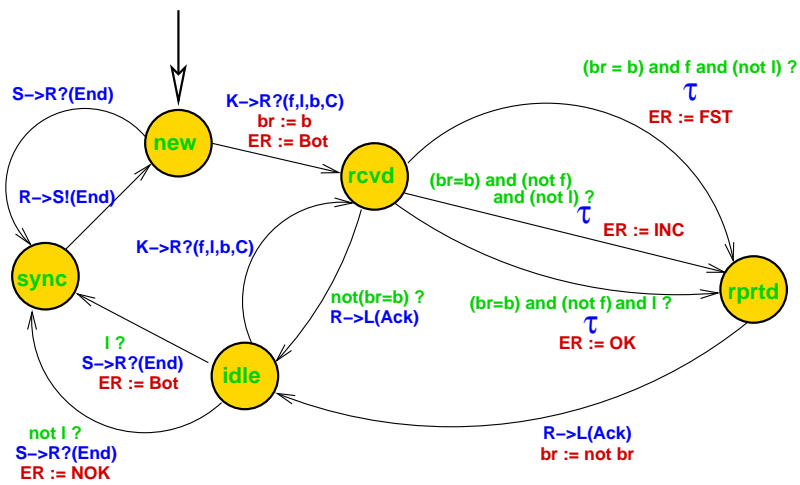 (br = b) and f and (not l) ?
τ
ER := FST
S->R?(End)
K->R?(f,l,b,C)
br := b
ER := Bot
new
rcvd
(br=b) and (not f)
and (not l) ?
τ
ER := INC
R->S!(End)
K->R?(f,l,b,C)
sync
not(br=b) ?
R->L(Ack)
(br=b) and (not f) and l ?
τ
ER := OK
rprtd
l ?
S->R?(End)
ER := Bot
idle
not l ?
S->R?(End)
ER := NOK
R->L(Ack)
br := not br